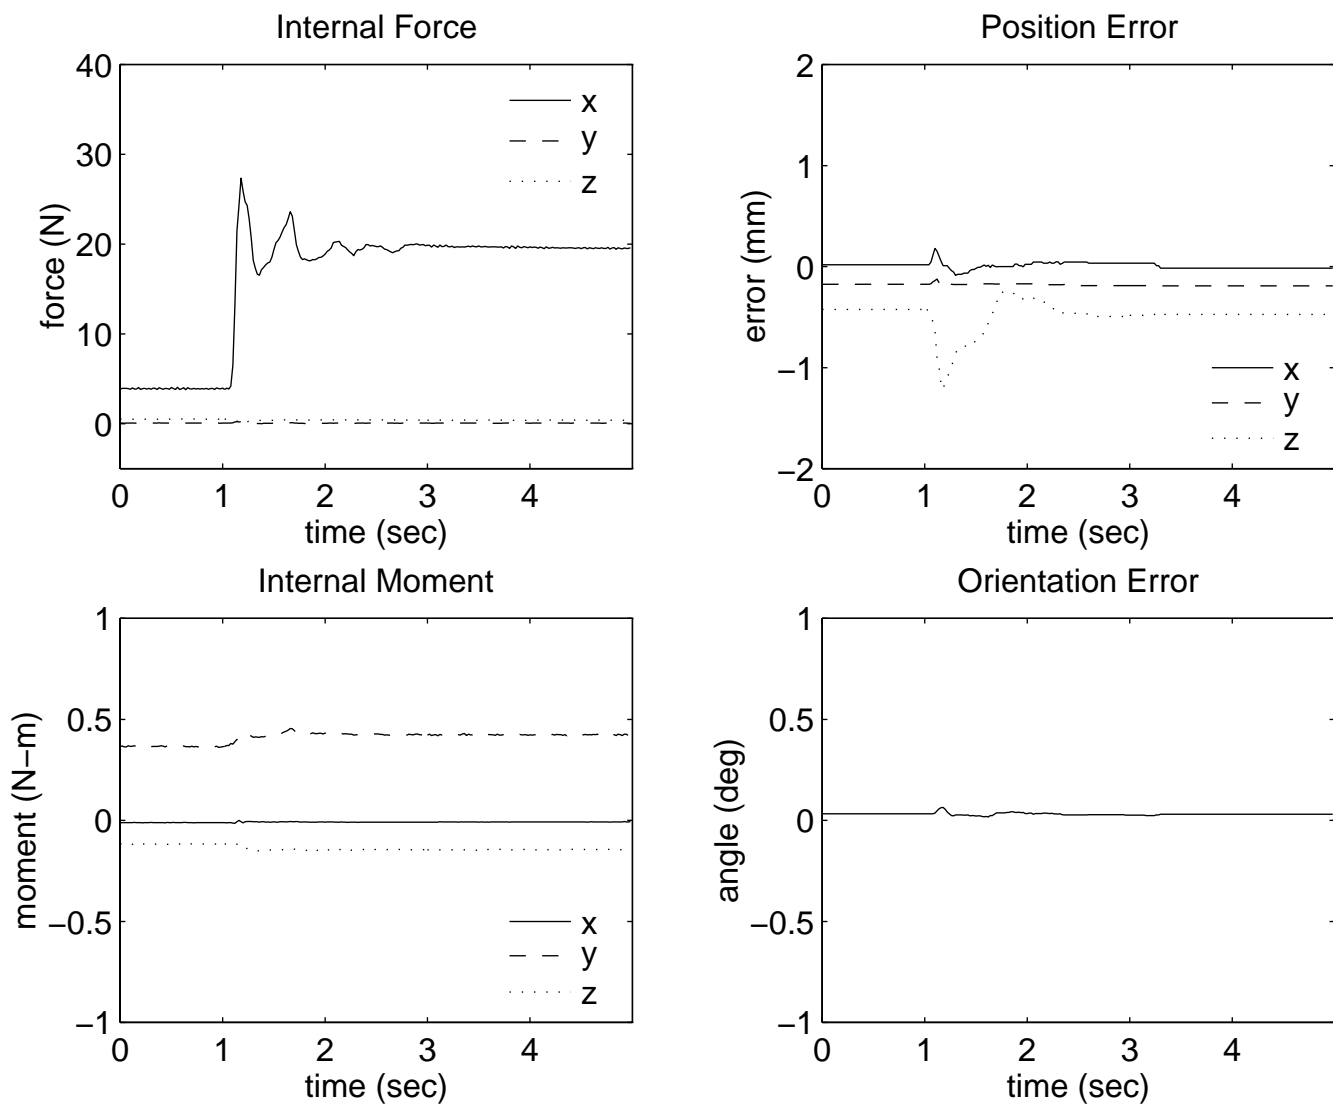 Internal Force
40
30
20
10
0
force (N)
x
y
z
0 1 2 3 4
time (sec)
Position Error
2
1
0
−1
−2
error (mm)
x
y
z
0 1 2 3 4
time (sec)
Internal Moment
1
0.5
0
−0.5
−1
moment (N−m)
x
y
z
0 1 2 3 4
time (sec)
Orientation Error
1
0.5
0
−0.5
−1
angle (deg)
0 1 2 3 4
time (sec)